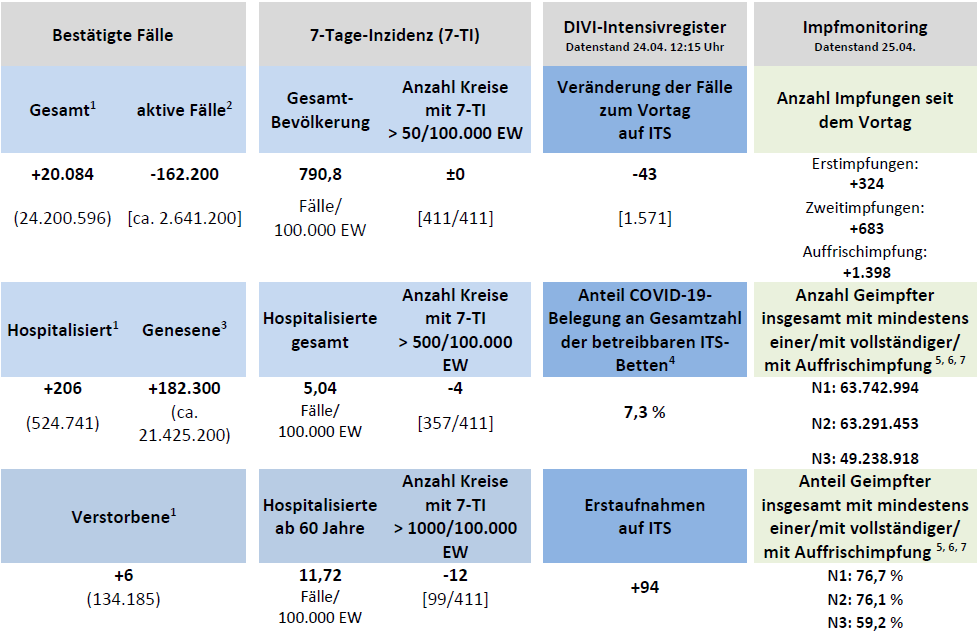 Bestätigte Fälle
7-Tage-Inzidenz (7-TI)
DIVI-Intensivregister
Datenstand 24.04. 12:15 Uhr
Impfmonitoring
Datenstand 25.04.
Gesamt¹
aktive Fälle²
Gesamt-
Bevölkerung
Anzahl Kreise
mit 7-TI
> 50/100.000 EW
Veränderung der Fälle
zum Vortag
auf ITS
Anzahl Impfungen seit
dem Vortag
+20.084
(24.200.596)
-162.200
[ca. 2.641.200]
790,8
Fälle/
100.000 EW
±0
[411/411]
-43
[1.571]
Erstimpfungen:
+324
Zweitimpfungen:
+683
Auffrischimpfung:
+1.398
Hospitalisiert¹
Genesene³
Hospitalisierte
gesamt
Anzahl Kreise
mit 7-TI
> 500/100.000
EW
Anteil COVID-19-
Belegung an Gesamtzahl
der betreibbaren ITS-
Betten⁴
Anzahl Geimpfter
insgesamt mit mindestens
einer/mit vollständiger/
mit Auffrischimpfung ⁵, ⁶, ⁷
+206
(524.741)
+182.300
(ca.
21.425.200)
5,04
Fälle/
100.000 EW
-4
[357/411]
7,3 %
N1: 63.742.994
N2: 63.291.453
N3: 49.238.918
Verstorbene¹
Hospitalisierte
ab 60 Jahre
Anzahl Kreise
mit 7-TI
> 1000/100.000
EW
Erstaufnahmen
auf ITS
Anteil Geimpfter
insgesamt mit mindestens
einer/mit vollständiger/
mit Auffrischimpfung ⁵, ⁶, ⁷
+6
(134.185)
11,72
Fälle/
100.000 EW
-12
[99/411]
+94
N1: 76,7 %
N2: 76,1 %
N3: 59,2 %